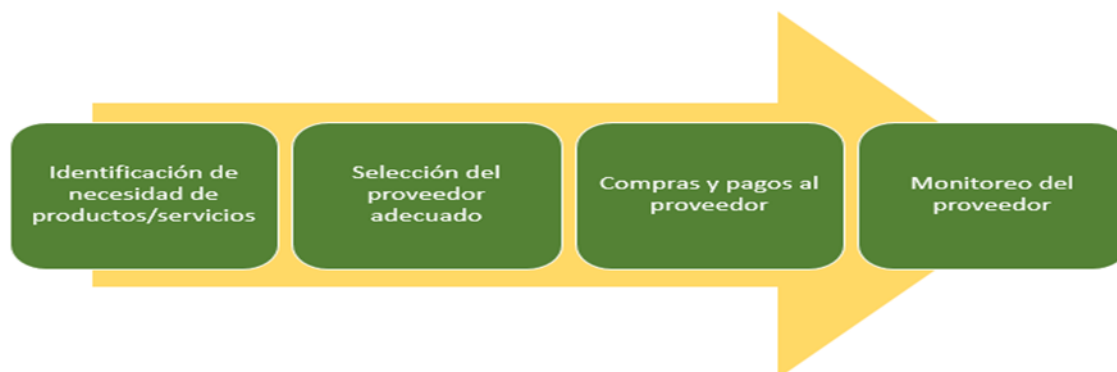 Identificación de
necesidad de
productos/servicios
Selección del
proveedor
adecuado
Compras y pagos al
proveedor
Monitoreo del
proveedor